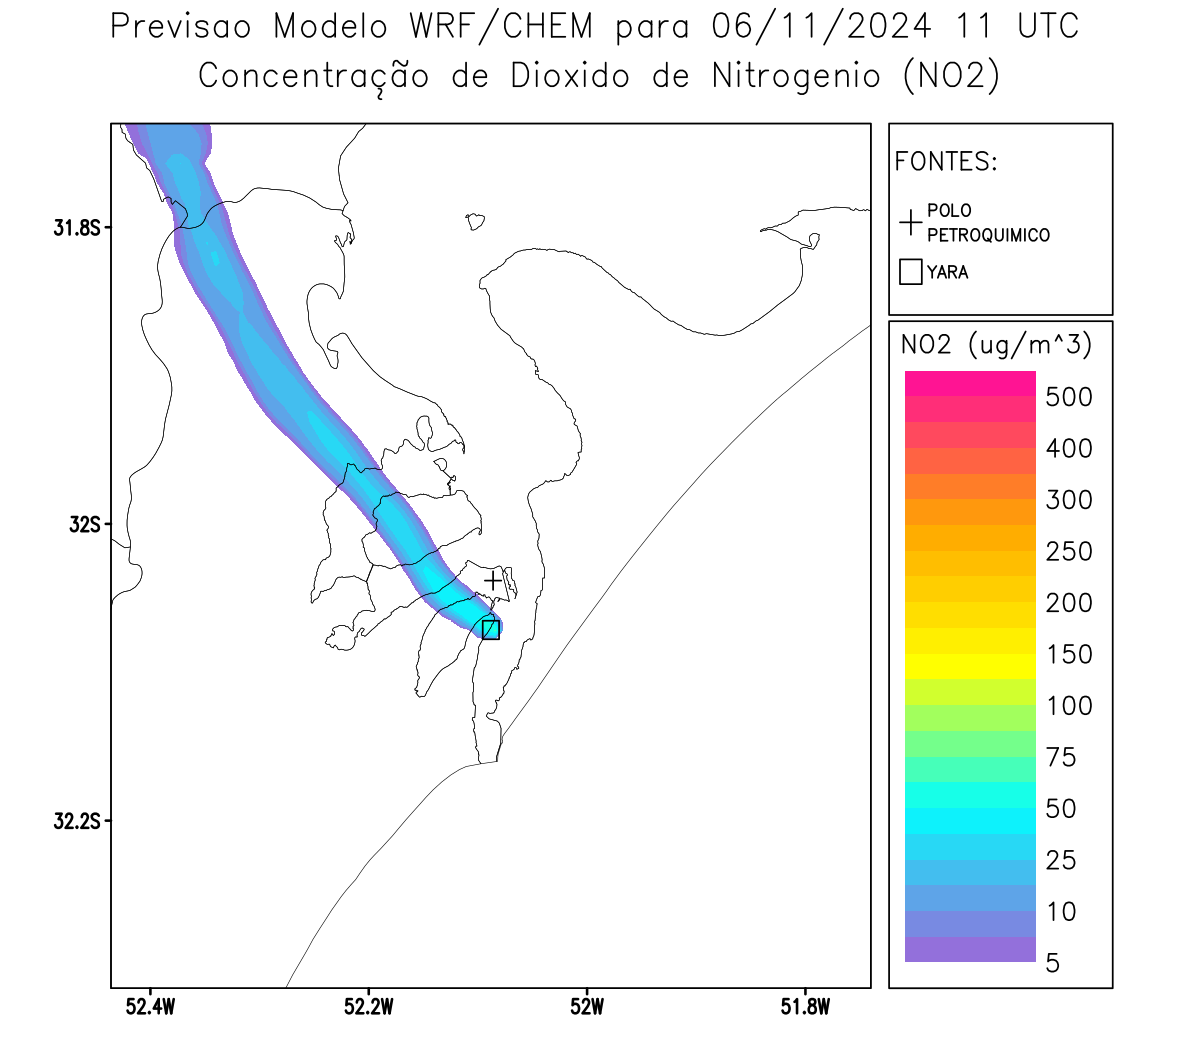 Previsao Modelo WRF/CHEM para 06/11/2024 11 UTC
Concentração de Dioxido de Nitrogenio (NO2)
FONTES:
POLO
PETROQUIMICO
YARA
NO2 (ug/m^3)
500
400
300
250
200
150
100
75
50
25
10
5
31.8S
32S
32.2S
52.4W
52.2W
52W
51.8W